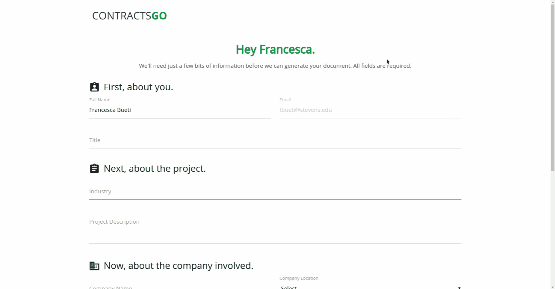 CONTRACTSGO
Hey Francesca.
We'll need just a few bits of information before we can generate your document. All fields are required.
First, about you.
Full Name
Email
Francesca Bueti
Title
Next, about the project.
Industry
Project Description
Now, about the company involved.
Company Location
Company Name
Select